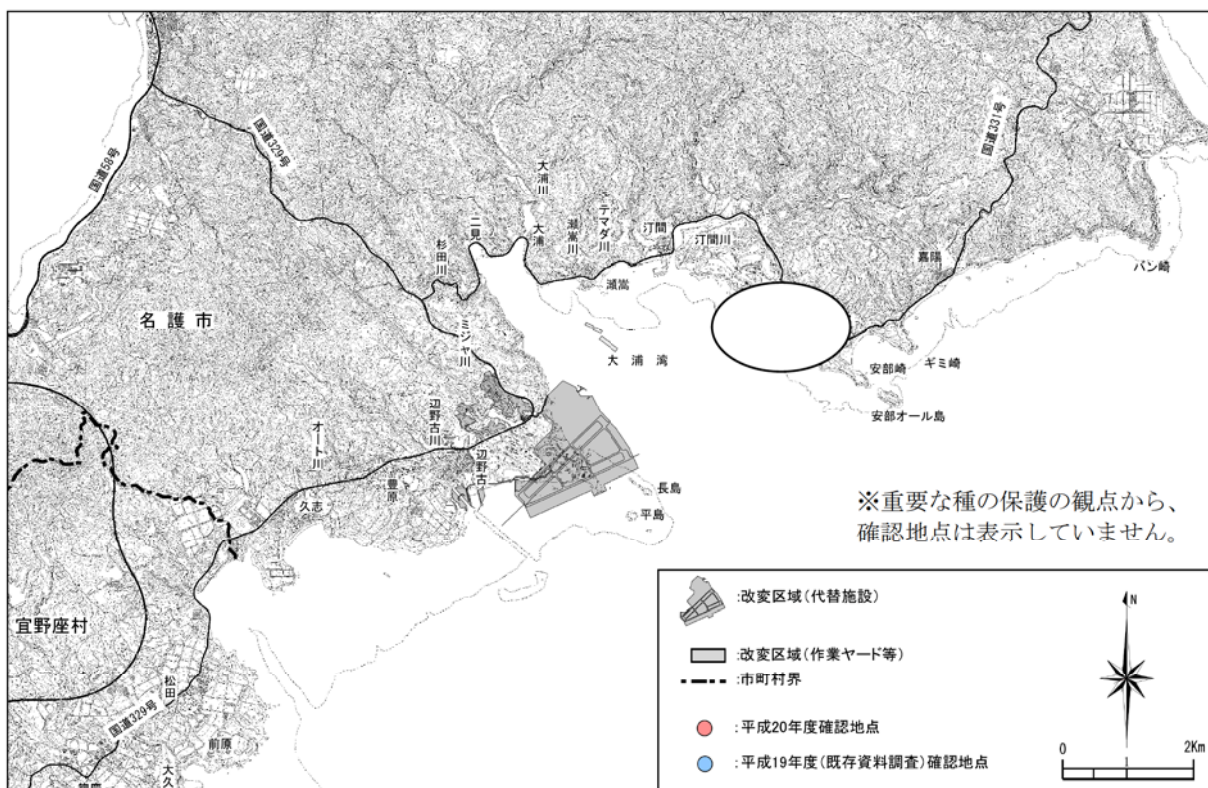 国道58号
国道329号
国道331号
大浦川
大浦
二見
杉田川
瀬嵩川
テマダ川
汀間
汀間川
瀬嵩
嘉陽
バン崎
名護市
ミジャ川
大浦湾
安部崎
ギミ崎
安部オール島
辺野古川
辺野古
オート川
豊原
久志
長島
平島
※重要な種の保護の観点から、
確認地点は表示していません。
宜野座村
松田
国道329号
前原
大久
:改変区域(代替施設)
:改変区域(作業ヤード等)
:市町村界
:平成20年度確認地点
:平成19年度(既存資料調査)確認地点
N
0 2Km